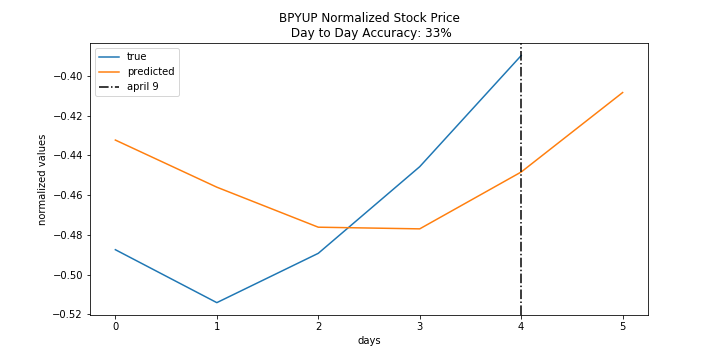 BPYUP Normalized Stock Price
Day to Day Accuracy: 33%
true
predicted
april 9
normalized values
−0.40
−0.42
−0.44
−0.46
−0.48
−0.50
−0.52
0 1 2 3 4 5
days